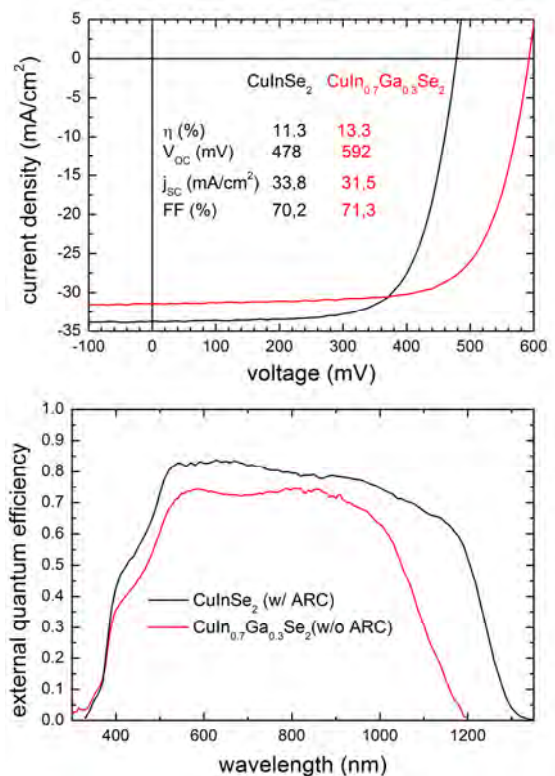 5
0
-5
-10
-15
-20
-25
-30
-35
current density (mA/cm²)
CuInSe₂ CuIn₀.₇Ga₀.₃Se₂
η (%) 11.3 13.3
V_OC (mV) 478 592
j_SC (mA/cm²) 33,8 31,5
FF (%) 70,2 71,3
-100 0 100 200 300 400 500 600
voltage (mV)
1.0
0.9
0.8
0.7
0.6
0.5
0.4
0.3
0.2
0.1
0.0
external quantum efficiency
CuInSe₂ (w/ ARC)
CuIn₀.₇Ga₀.₃Se₂(w/o ARC)
400 600 800 1000 1200
wavelength (nm)